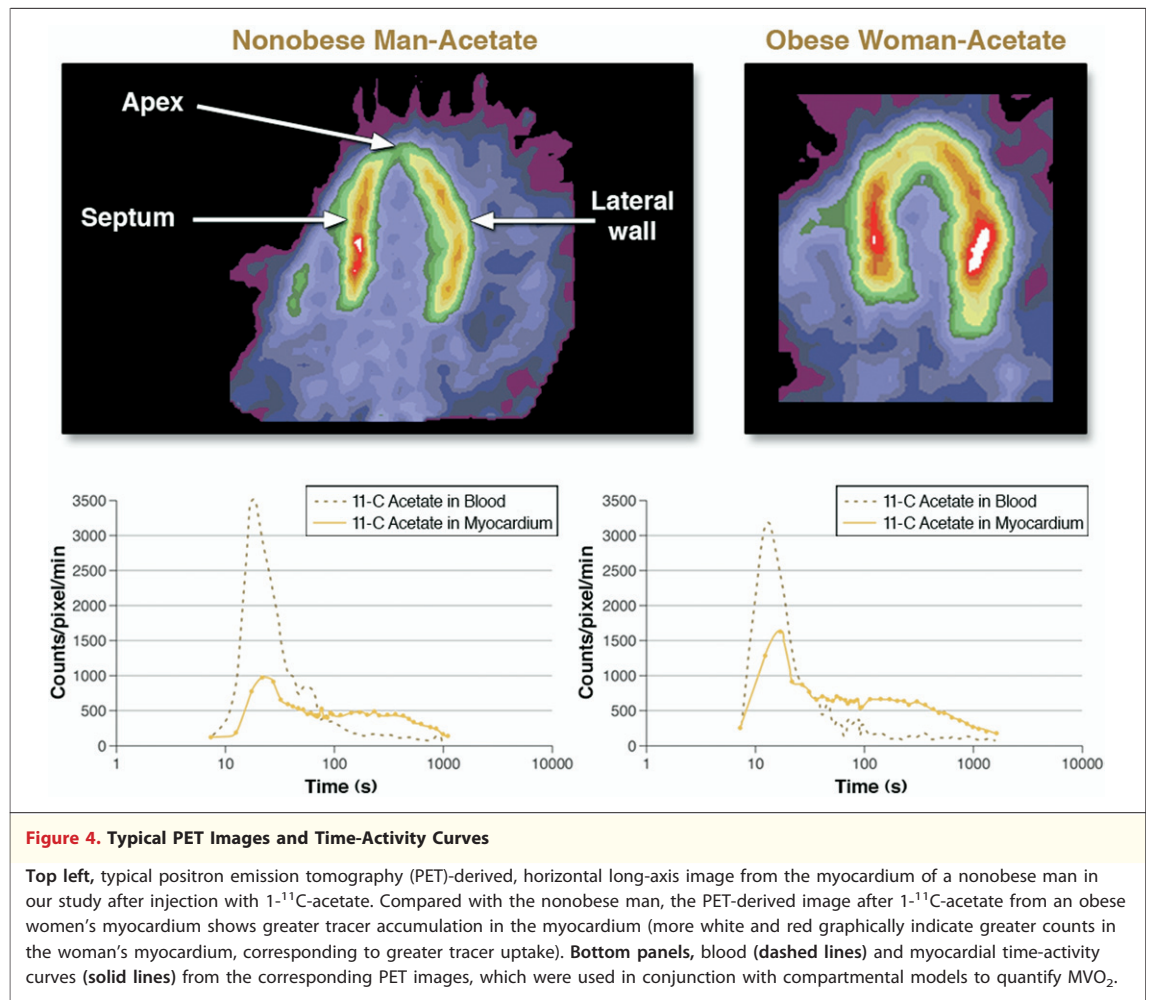 Nonobese Man-Acetate
Obese Woman-Acetate
Apex
Septum
Lateral
wall
11-C Acetate in Blood
11-C Acetate in Myocardium
Counts/pixel/min
3500
3000
2500
2000
1500
1000
500
0
1
10
100
1000
10000
Time (s)
11-C Acetate in Blood
11-C Acetate in Myocardium
Counts/pixel/min
3500
3000
2500
2000
1500
1000
500
0
1
10
100
1000
10000
Time (s)
Figure 4. Typical PET Images and Time-Activity Curves
Top left, typical positron emission tomography (PET)-derived, horizontal long-axis image from the myocardium of a nonobese man in
our study after injection with 1-¹¹C-acetate. Compared with the nonobese man, the PET-derived image after 1-¹¹C-acetate from an obese
women's myocardium shows greater tracer accumulation in the myocardium (more white and red graphically indicate greater counts in
the woman's myocardium, corresponding to greater tracer uptake). Bottom panels, blood (dashed lines) and myocardial time-activity
curves (solid lines) from the corresponding PET images, which were used in conjunction with compartmental models to quantify MVO₂.